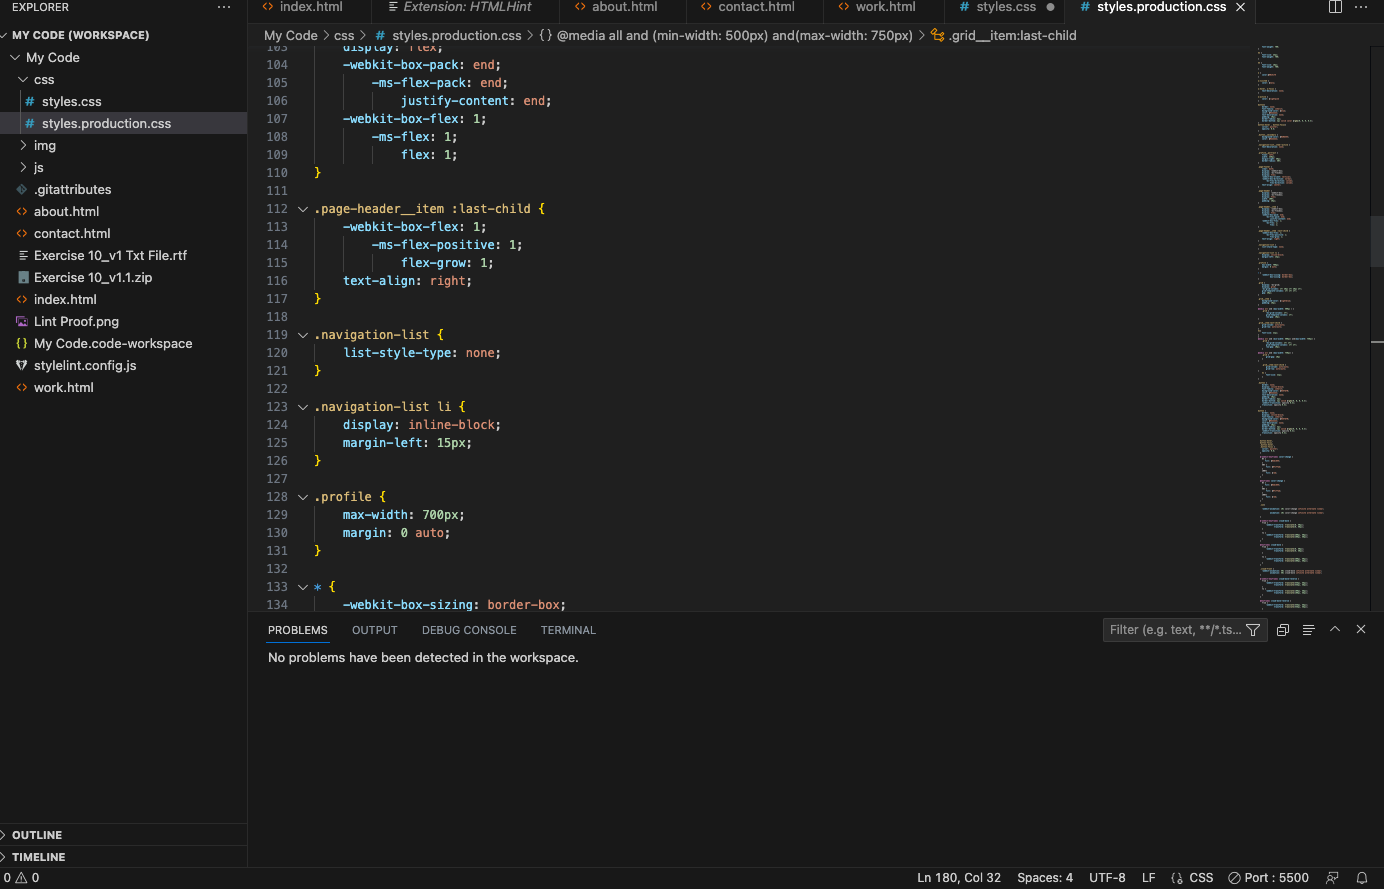 EXPLORER
···
index.html
Extension: HTMLHint
about.html
contact.html
work.html
# styles.css
# styles.production.css
MY CODE (WORKSPACE)
My Code
css
# styles.css
# styles.production.css
img
js
.gitattributes
about.html
contact.html
Exercise 10_v1 Txt File.rtf
Exercise 10_v1.1.zip
index.html
Lint Proof.png
My Code.code-workspace
stylelint.config.js
work.html
OUTLINE
TIMELINE
My Code > css > # styles.production.css > {} @media all and (min-width: 500px) and(max-width: 750px) > .grid__item:last-child
103 display: flex;
104 -webkit-box-pack: end;
105 -ms-flex-pack: end;
106 justify-content: end;
107 -webkit-box-flex: 1;
108 -ms-flex: 1;
109 flex: 1;
110 }
111
112 .page-header__item :last-child {
113 -webkit-box-flex: 1;
114 -ms-flex-positive: 1;
115 flex-grow: 1;
116 text-align: right;
117 }
118
119 .navigation-list {
120 list-style-type: none;
121 }
122
123 .navigation-list li {
124 display: inline-block;
125 margin-left: 15px;
126 }
127
128 .profile {
129 max-width: 700px;
130 margin: 0 auto;
131 }
132
133 * {
134 -webkit-box-sizing: border-box;
PROBLEMS OUTPUT DEBUG CONSOLE TERMINAL
Filter (e.g. text, **/*.ts...
No problems have been detected in the workspace.
0 0
Ln 180, Col 32 Spaces: 4 UTF-8 LF {} CSS Port : 5500